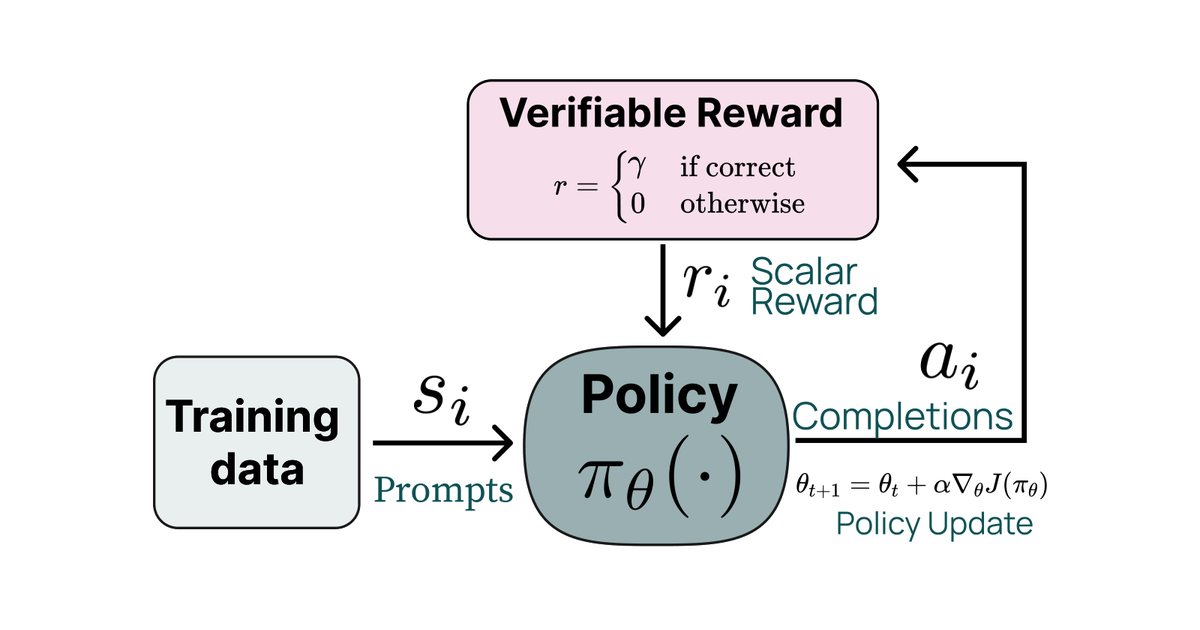 Verifiable Reward
r = { γ if correct
0 otherwise
r_i Scalar
Reward
Training
data
s_i
Prompts
Policy
π_θ(·)
a_i
Completions
θ_{t+1} = θ_t + α∇_θJ(π_θ)
Policy Update